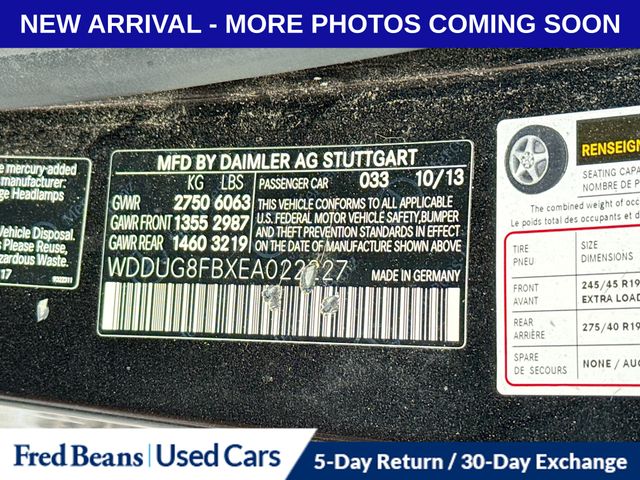 NEW ARRIVAL - MORE PHOTOS COMING SOON
mercury-added
manufacturer:
Headlamps
Vehicle Disposal.
Please Reuse,
Hazardous Waste.
17
MFD BY DAIMLER AG STUTTGART
KG LBS PASSENGER CAR 033 10/13
GVWR 2750 6063
GAWR FRONT 1355 2987
GAWR REAR 1460 3219
THIS VEHICLE CONFORMS TO ALL APPLICABLE
U.S. FEDERAL MOTOR VEHICLE SAFETY,BUMPER
AND THEFT PREVENTION STANDARDS IN
EFFECT ON THE DATE OF MANUFACTURE
SHOWN ABOVE.
MADE IN GERMANY
RENSEIGN
SEATING CAPA
NOMBRE DE P
The combined weight of occ
Le poids total des occupants et d
TIRE
PNEU
SIZE
DIMENSIONS
FRONT
AVANT
245/45 R19
EXTRA LOAD
REAR
ARRIÈRE
275/40 R19
SPARE
DE SECOURS
NONE / AUC
Fred Beans Used Cars
5-Day Return / 30-Day Exchange